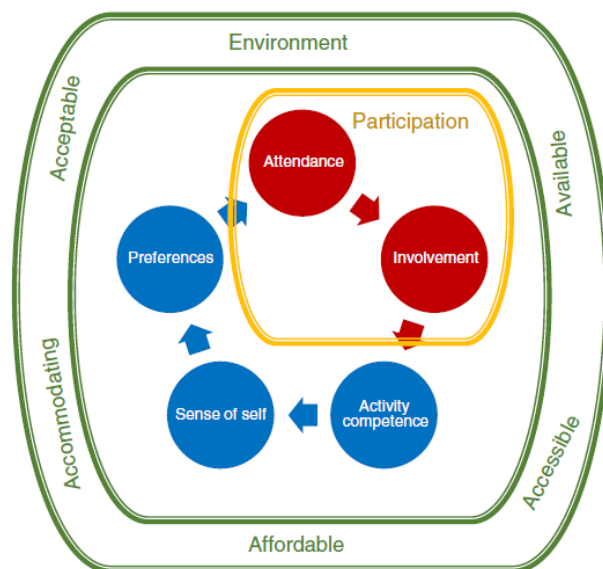 Environment
Acceptable
Participation
Attendance
Available
Preferences
Involvement
Accommodating
Sense of self
Activity
competence
Accessible
Affordable